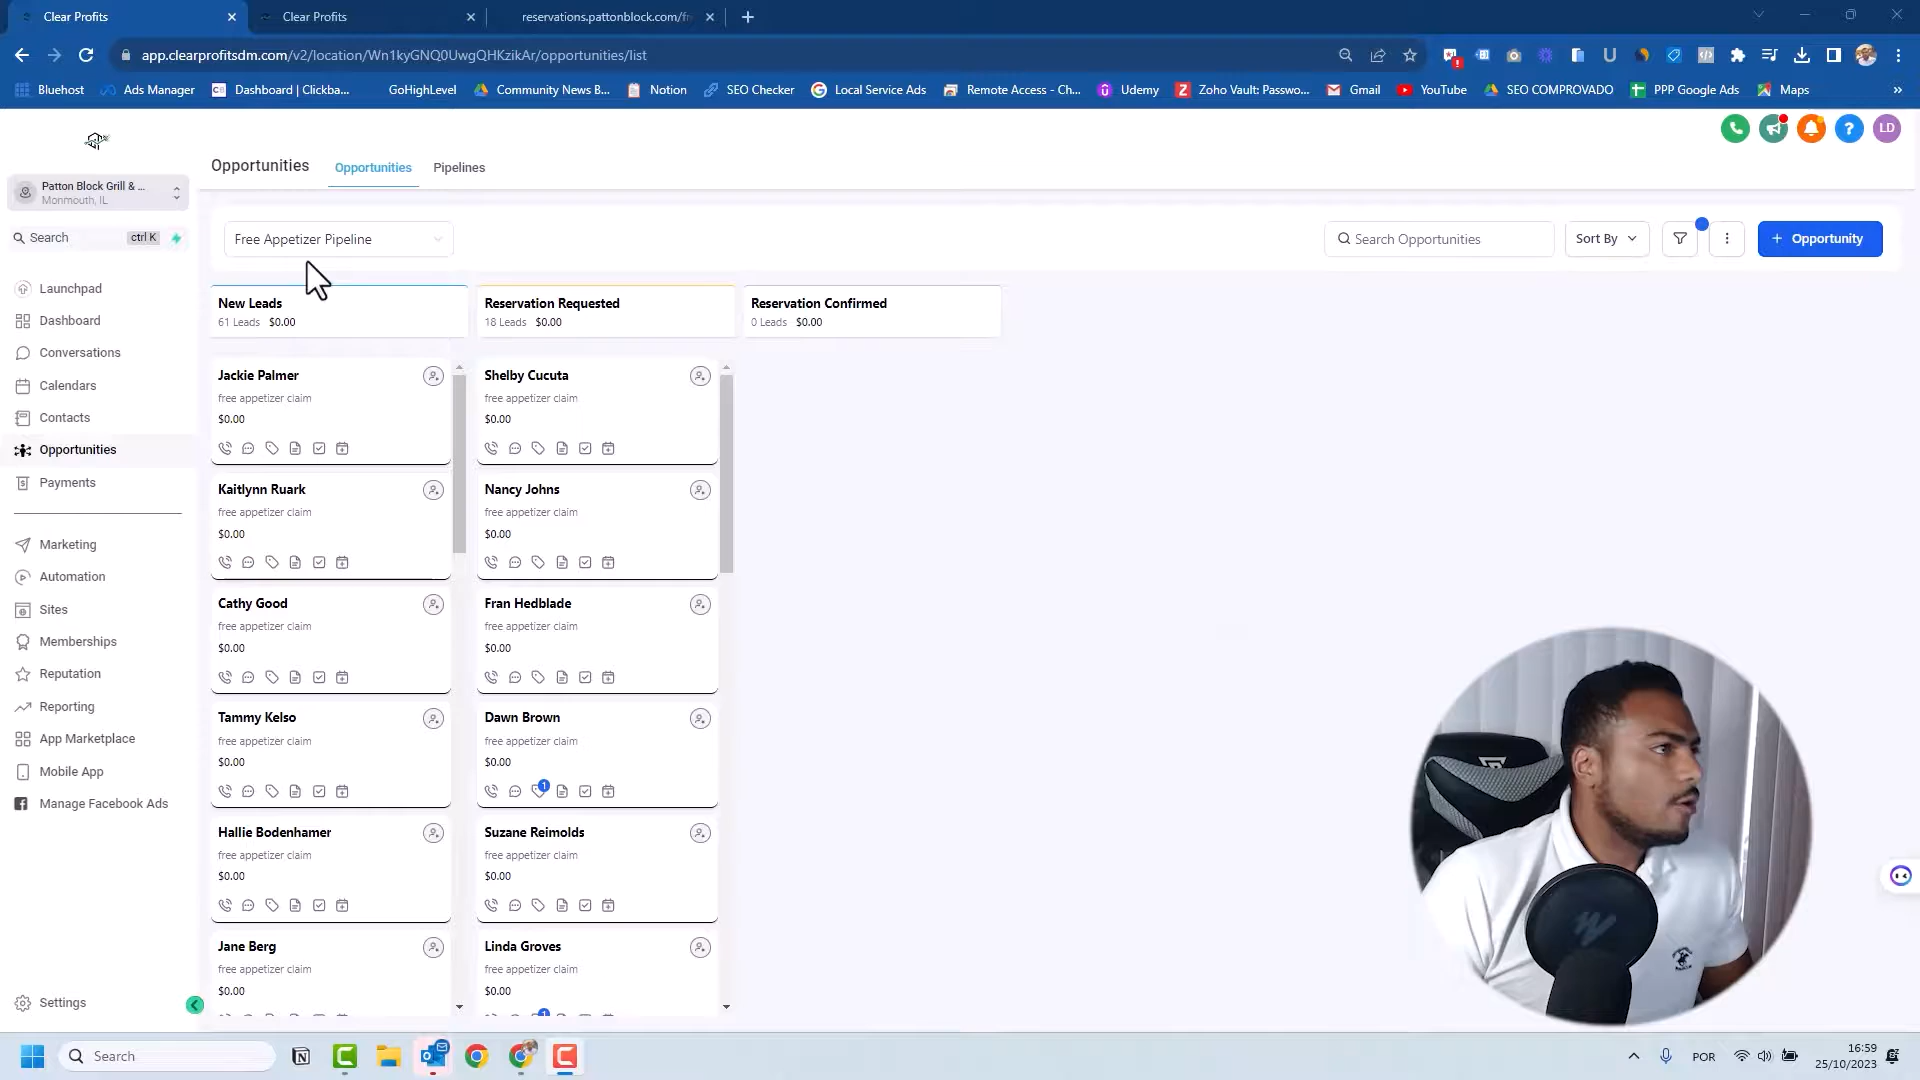 Clear Profits
Clear Profits
reservations.pattonblock.com/fr
app.clearprofitsdm.com/v2/location/Wn1kyGNQ0UwgQHKzikAr/opportunities/list
Bluehost
Ads Manager
Dashboard | Clickba...
GoHighLevel
Community News B...
Notion
SEO Checker
Local Service Ads
Remote Access - Ch...
Udemy
Zoho Vault: Passwo...
Gmail
YouTube
SEO COMPROVADO
PPP Google Ads
Maps
»
LD
Opportunities
Opportunities
Pipelines
Patton Block Grill & ...
Monmouth, IL
Search
ctrl K
Free Appetizer Pipeline
Search Opportunities
Sort By
+ Opportunity
Launchpad
Dashboard
Conversations
Calendars
Contacts
Opportunities
Payments
Marketing
Automation
Sites
Memberships
Reputation
Reporting
App Marketplace
Mobile App
Manage Facebook Ads
Settings
New Leads
61 Leads $0.00
Jackie Palmer
free appetizer claim
$0.00
Kaitlynn Ruark
free appetizer claim
$0.00
Cathy Good
free appetizer claim
$0.00
Tammy Kelso
free appetizer claim
$0.00
Hallie Bodenhamer
free appetizer claim
$0.00
Jane Berg
free appetizer claim
$0.00
Reservation Requested
18 Leads $0.00
Shelby Cucuta
free appetizer claim
$0.00
Nancy Johns
free appetizer claim
$0.00
Fran Hedblade
free appetizer claim
$0.00
Dawn Brown
free appetizer claim
$0.00
1
Suzane Reimolds
free appetizer claim
$0.00
Linda Groves
free appetizer claim
$0.00
1
Reservation Confirmed
0 Leads $0.00
Search
POR
16:59
25/10/2023